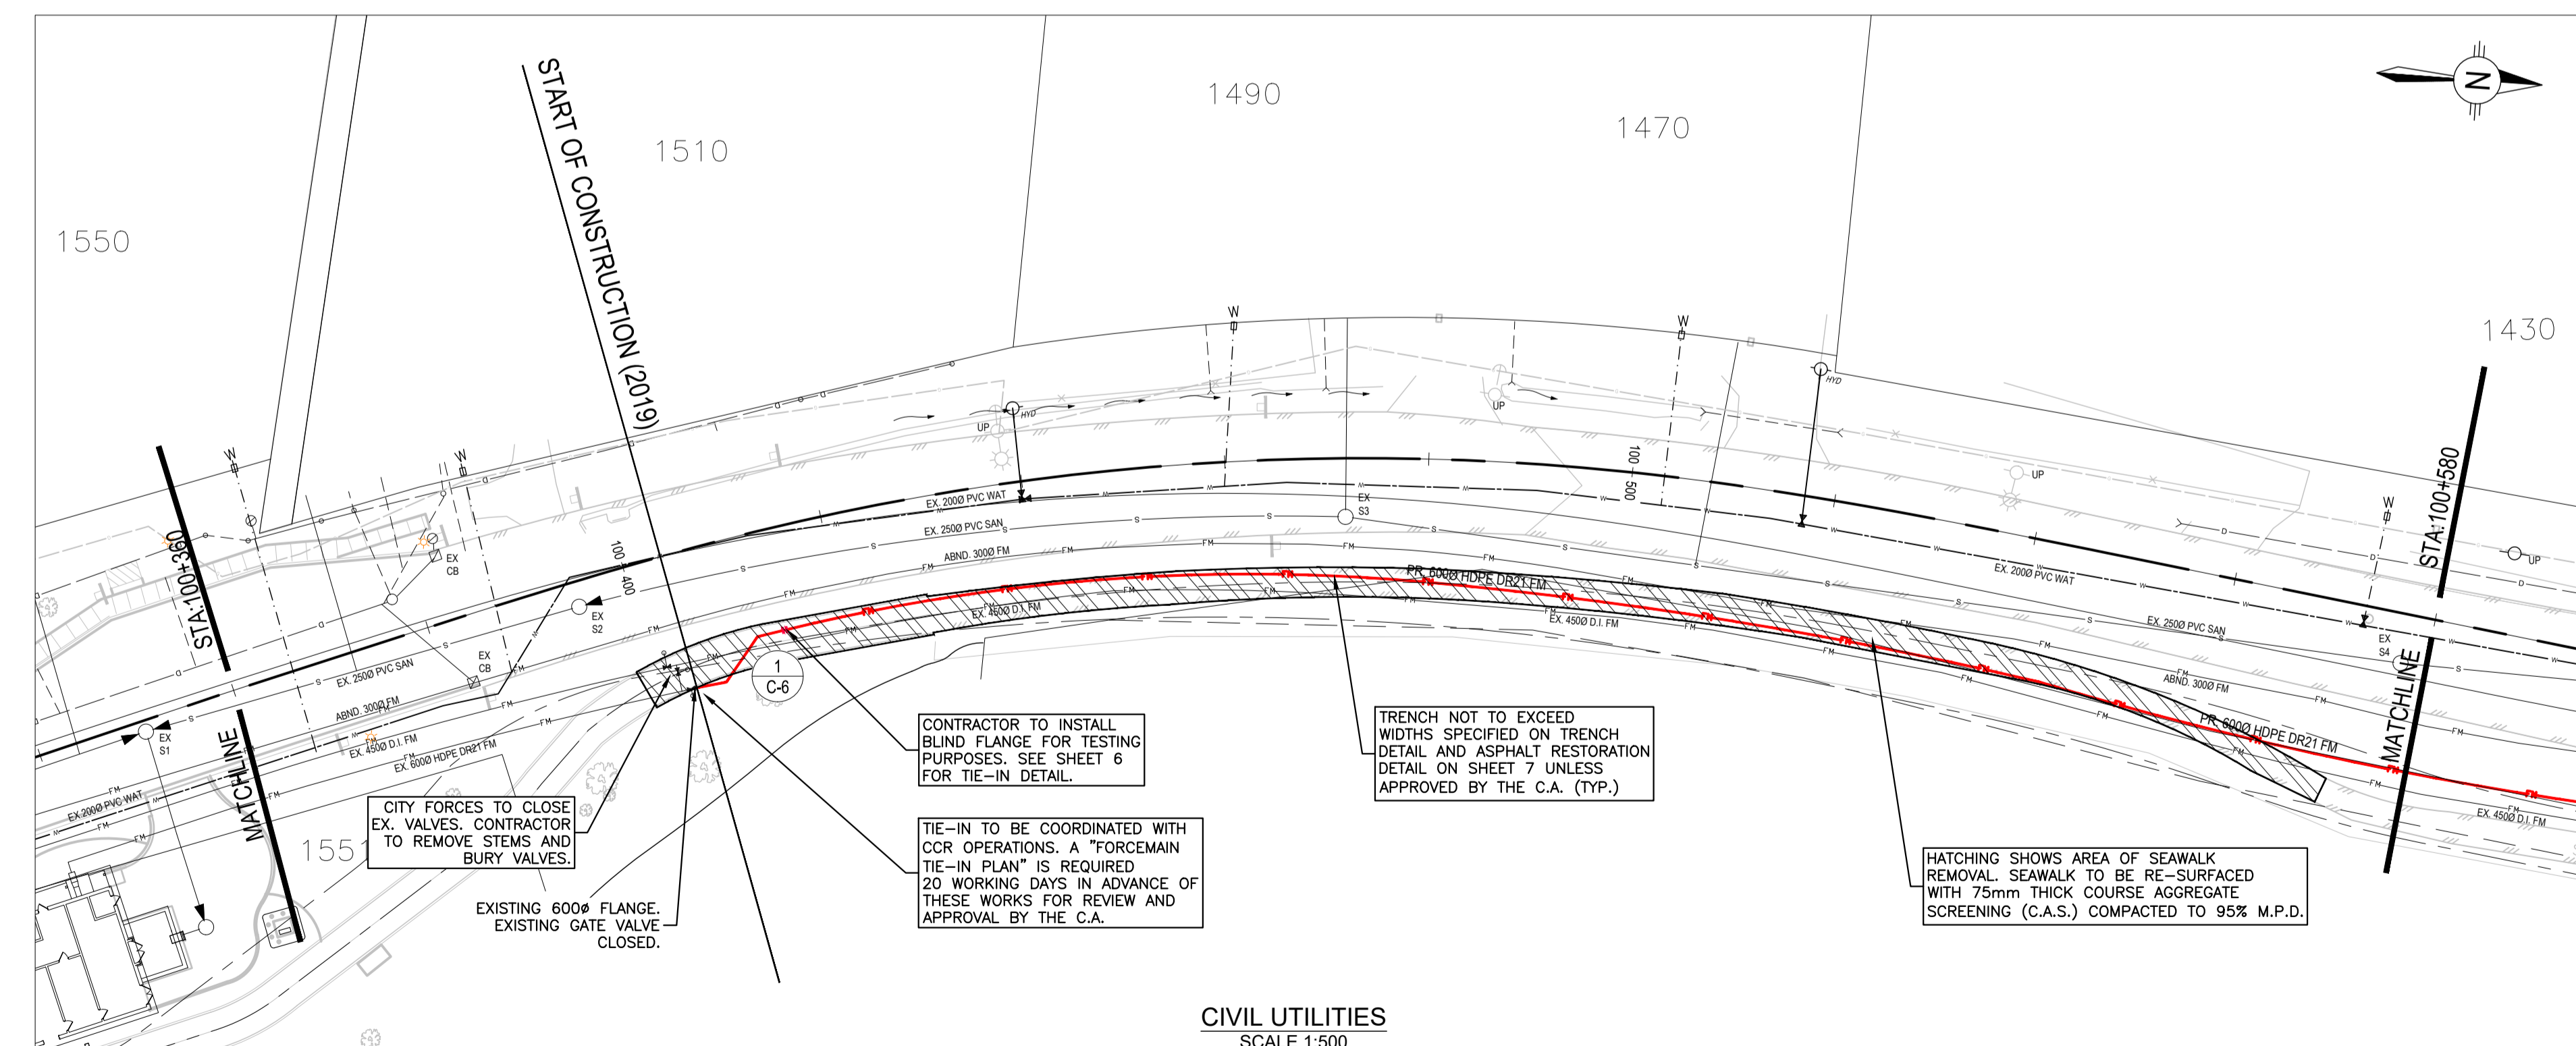 1550
1510
1490
1470
1430
N
START OF CONSTRUCTION (2019)
STA:100+360
MATCHLINE
STA:100+580
MATCHLINE
W
W
W
W
W
HYD
HYD
UP
UP
UP
UP
EX
CB
EX
CB
EX
S1
EX
S2
EX
S3
EX
S4
100 400
100 500
EX. 200Ø PVC WAT
EX. 250Ø PVC SAN
ABND. 300Ø FM
EX. 450Ø D.I. FM
PR. 600Ø HDPE DR21 FM
EX. 450Ø D.I. FM
EX. 200Ø PVC WAT
EX. 250Ø PVC SAN
ABND. 300Ø FM
PR. 600Ø HDPE DR21 FM
EX. 450Ø D.I. FM
EX. 250Ø PVC SAN
ABND. 300Ø FM
EX. 450Ø D.I. FM
EX. 600Ø HDPE DR21 FM
EX.200Ø PVC WAT
1
C-6
CONTRACTOR TO INSTALL
BLIND FLANGE FOR TESTING
PURPOSES. SEE SHEET 6
FOR TIE-IN DETAIL.
TRENCH NOT TO EXCEED
WIDTHS SPECIFIED ON TRENCH
DETAIL AND ASPHALT RESTORATION
DETAIL ON SHEET 7 UNLESS
APPROVED BY THE C.A. (TYP.)
CITY FORCES TO CLOSE
EX. VALVES. CONTRACTOR
TO REMOVE STEMS AND
BURY VALVES.
TIE-IN TO BE COORDINATED WITH
CCR OPERATIONS. A "FORCEMAIN
TIE-IN PLAN" IS REQUIRED
20 WORKING DAYS IN ADVANCE OF
THESE WORKS FOR REVIEW AND
APPROVAL BY THE C.A.
HATCHING SHOWS AREA OF SEAWALK
REMOVAL. SEAWALK TO BE RE-SURFACED
WITH 75mm THICK COURSE AGGREGATE
SCREENING (C.A.S.) COMPACTED TO 95% M.P.D.
EXISTING 600ø FLANGE.
EXISTING GATE VALVE
CLOSED.
CIVIL UTILITIES
SCALE 1:500